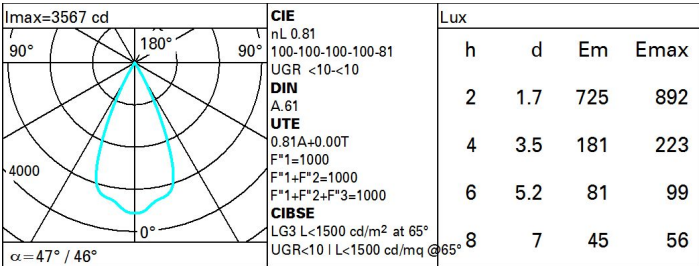 Imax=3567 cd
90° 180° 90°
4000
0°
α=47° / 46°
CIE
nL 0.81
100-100-100-100-81
UGR <10-<10
DIN
A.61
UTE
0.81A+0.00T
F"1=1000
F"1+F"2=1000
F"1+F"2+F"3=1000
CIBSE
LG3 L<1500 cd/m² at 65°
UGR<10 | L<1500 cd/mq @65°
Lux
h d Em Emax
2 1.7 725 892
4 3.5 181 223
6 5.2 81 99
8 7 45 56